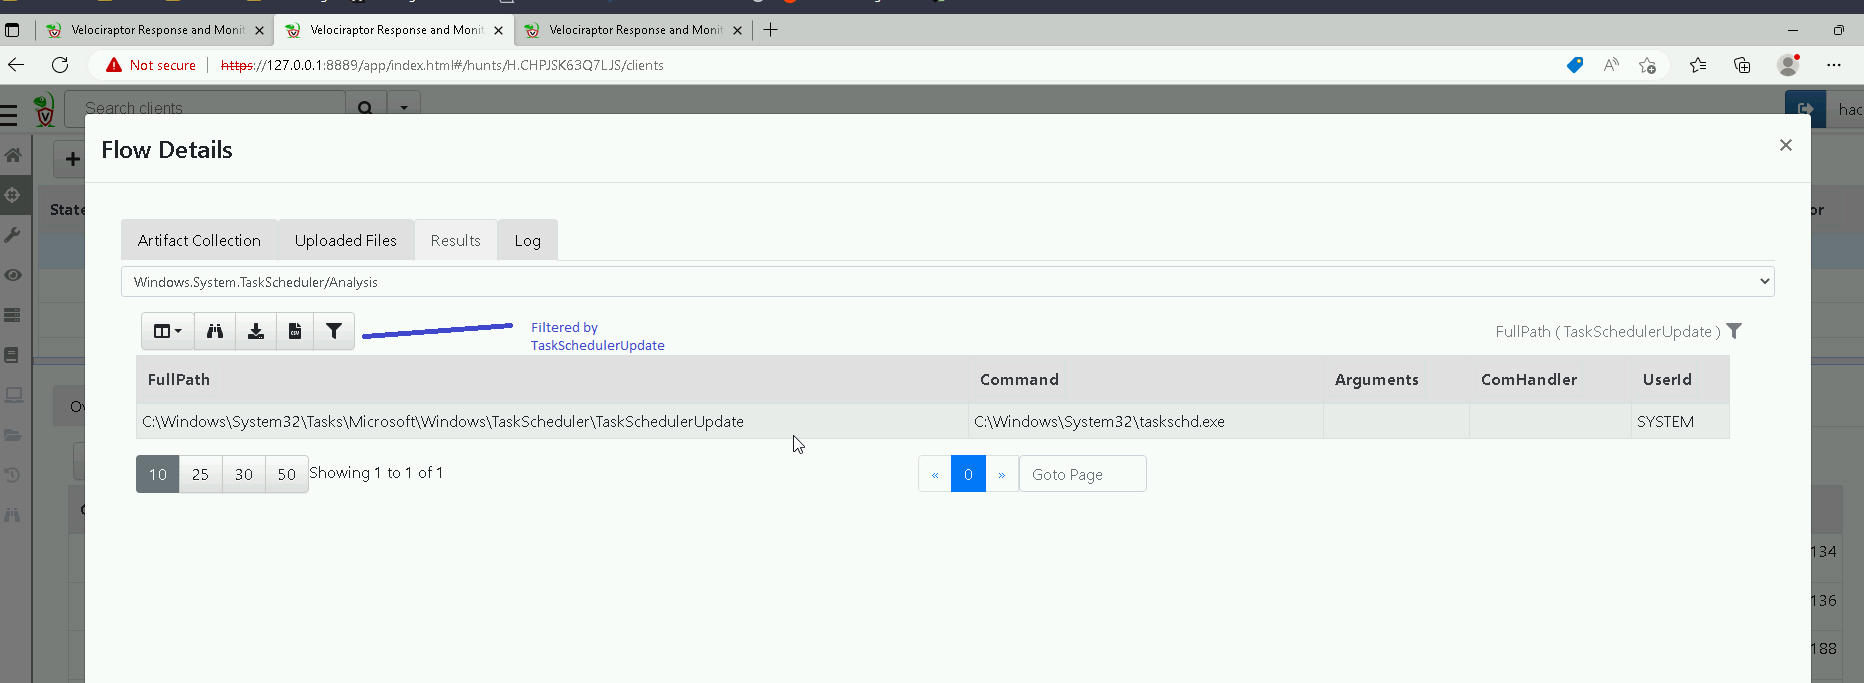 Velociraptor Response and Monit
Velociraptor Response and Monit
Velociraptor Response and Monit
Not secure
https://127.0.0.1:8889/app/index.html#/hunts/H.CHPJSK63Q7LJS/clients
Search clients
hac
Flow Details
State
or
Artifact Collection
Uploaded Files
Results
Log
Windows.System.TaskScheduler/Analysis
Filtered by
TaskSchedulerUpdate
FullPath ( TaskSchedulerUpdate )
FullPath
Command
Arguments
ComHandler
UserId
C:\Windows\System32\Tasks\Microsoft\Windows\TaskScheduler\TaskSchedulerUpdate
C:\Windows\System32\taskschd.exe
SYSTEM
10
25
30
50
Showing 1 to 1 of 1
«
0
»
Goto Page
134
136
188